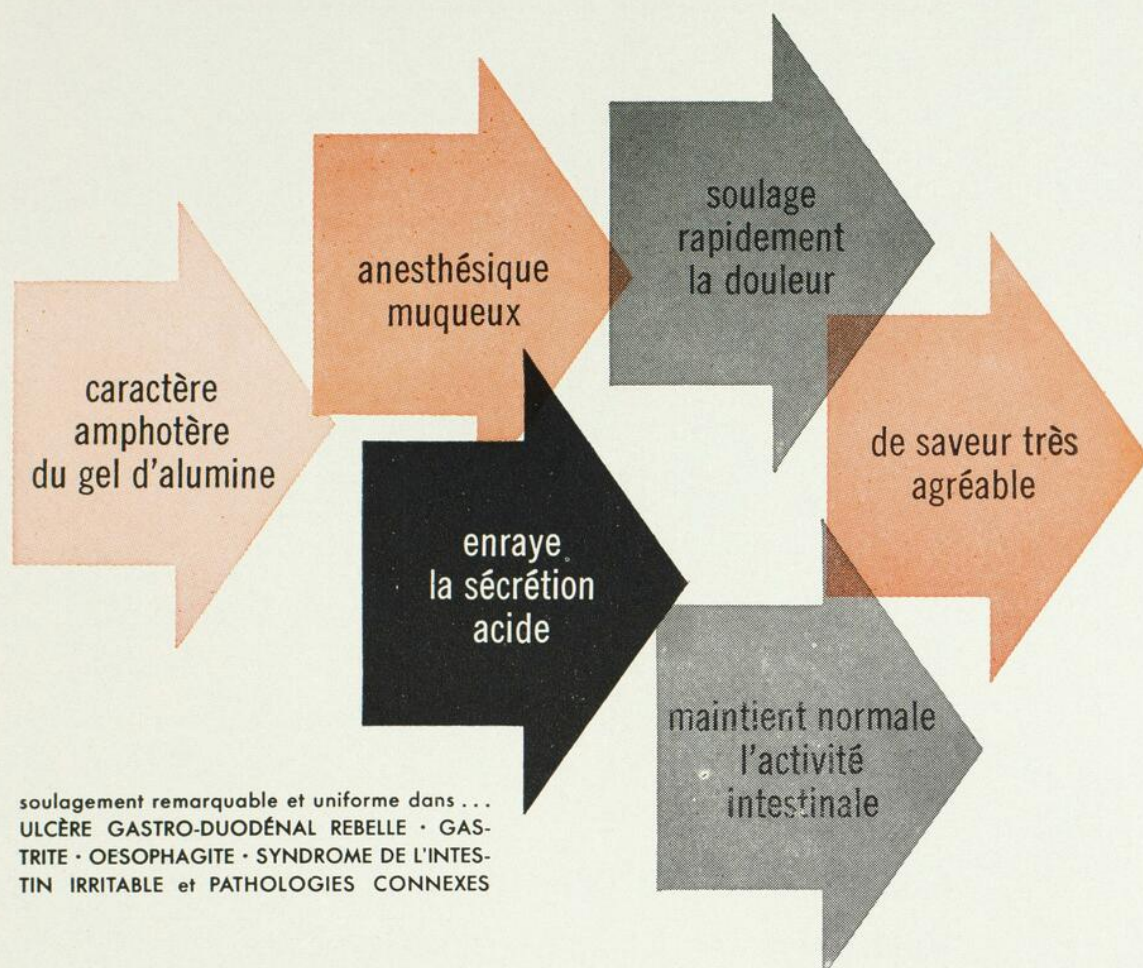 caractère
amphotère
du gel d'alumine
anesthésique
muqueux
enraye
la sécrétion
acide
soulage
rapidement
la douleur
maintient normale
l'activité
intestinale
de saveur très
agréable
soulagement remarquable et uniforme dans ...
ULCÈRE GASTRO-DUODÉNAL REBELLE · GAS-
TRITE · OESOPHAGITE · SYNDROME DE L'INTES-
TIN IRRITABLE et PATHOLOGIES CONNEXES